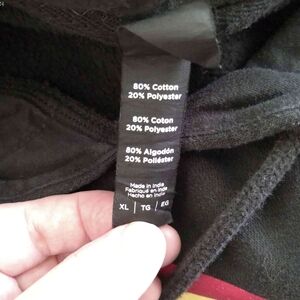 80% Cotton
20% Polyester
80% Coton
20% Polyester
80% Algodón
20% Poliéster
Made in India
Fabriqué en Inde
Hecho en India
XL | TG | EG